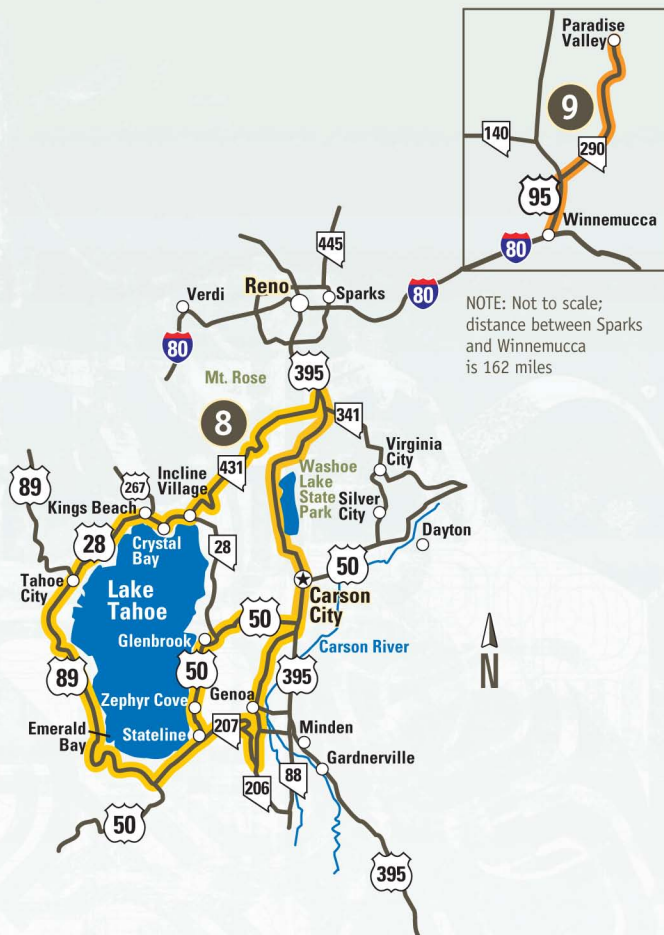 Paradise
Valley
9
140
290
95
Winnemucca
80
445
Reno
Sparks
Verdi
80
80
NOTE: Not to scale;
distance between Sparks
and Winnemucca
is 162 miles
Mt. Rose
395
8
341
Virginia
City
431
Washoe
Lake
State
Park
Silver
City
89
267
Incline
Village
Kings Beach
28
Crystal
Bay
28
Dayton
50
Tahoe
City
Lake
Tahoe
Carson
City
50
Glenbrook
Carson River
N
89
50
395
Zephyr Cove
Genoa
Emerald
Bay
Stateline
207
Minden
Gardnerville
206
88
50
395